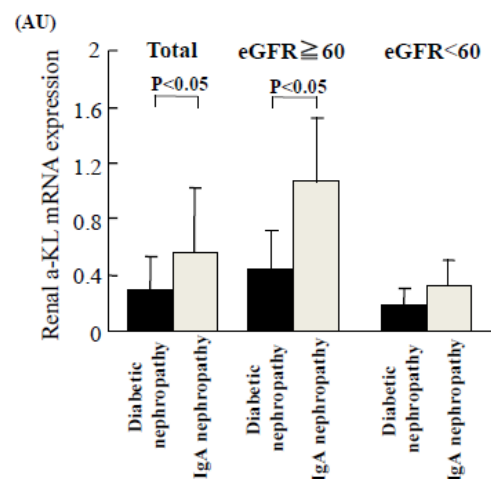 (AU)
Total eGFR≧60 eGFR<60
P<0.05 P<0.05
Renal a-KL mRNA expression
2
1.6
1.2
0.8
0.4
0
Diabetic
nephropathy
IgA nephropathy
Diabetic
nephropathy
IgA nephropathy
Diabetic
nephropathy
IgA nephropathy